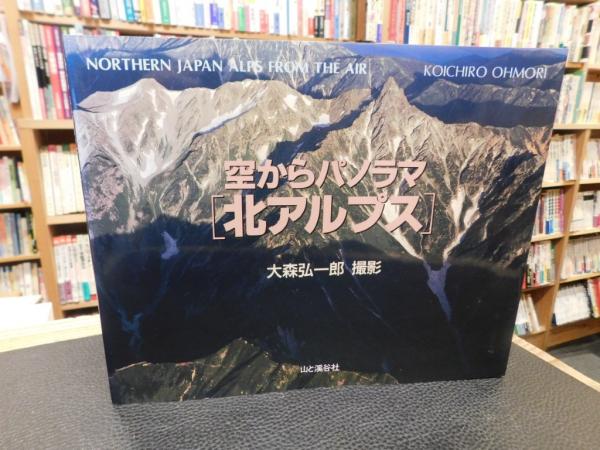 NORTHERN JAPAN ALPS FROM THE AIR
KOICHIRO OHMORI
空からパノラマ
[北アルプス]
大森弘一郎 撮影
山と溪谷社